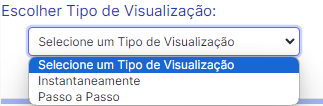 Escolher Tipo de Visualização:
Selecione um Tipo de Visualização
Selecione um Tipo de Visualização
Instantaneamente
Passo a Passo